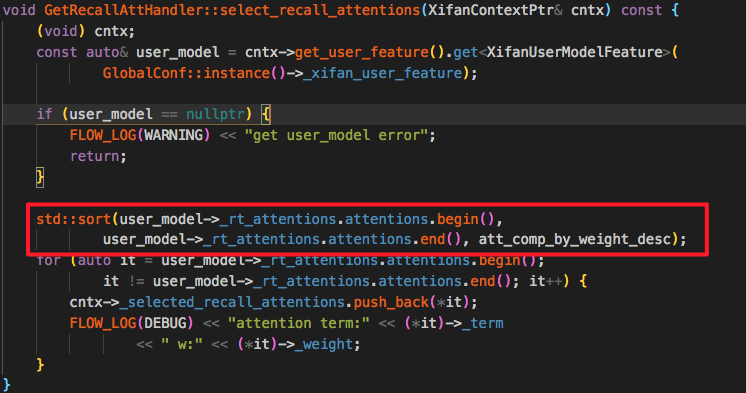 void GetRecallAttHandler::select_recall_attentions(XifanContextPtr& cntx) const {
    (void) cntx;
    const auto& user_model = cntx->get_user_feature().get<XifanUserModelFeature>(
            GlobalConf::instance()->_xifan_user_feature);
    if (user_model == nullptr) {
        FLOW_LOG(WARNING) << "get user_model error";
        return;
    }
    std::sort(user_model->_rt_attentions.attentions.begin(),
            user_model->_rt_attentions.attentions.end(), att_comp_by_weight_desc);
    for (auto it = user_model->_rt_attentions.attentions.begin();
            it != user_model->_rt_attentions.attentions.end(); it++) {
        cntx->_selected_recall_attentions.push_back(*it);
        FLOW_LOG(DEBUG) << "attention term:" << (*it)->_term
                << " w:" << (*it)->_weight;
    }
}